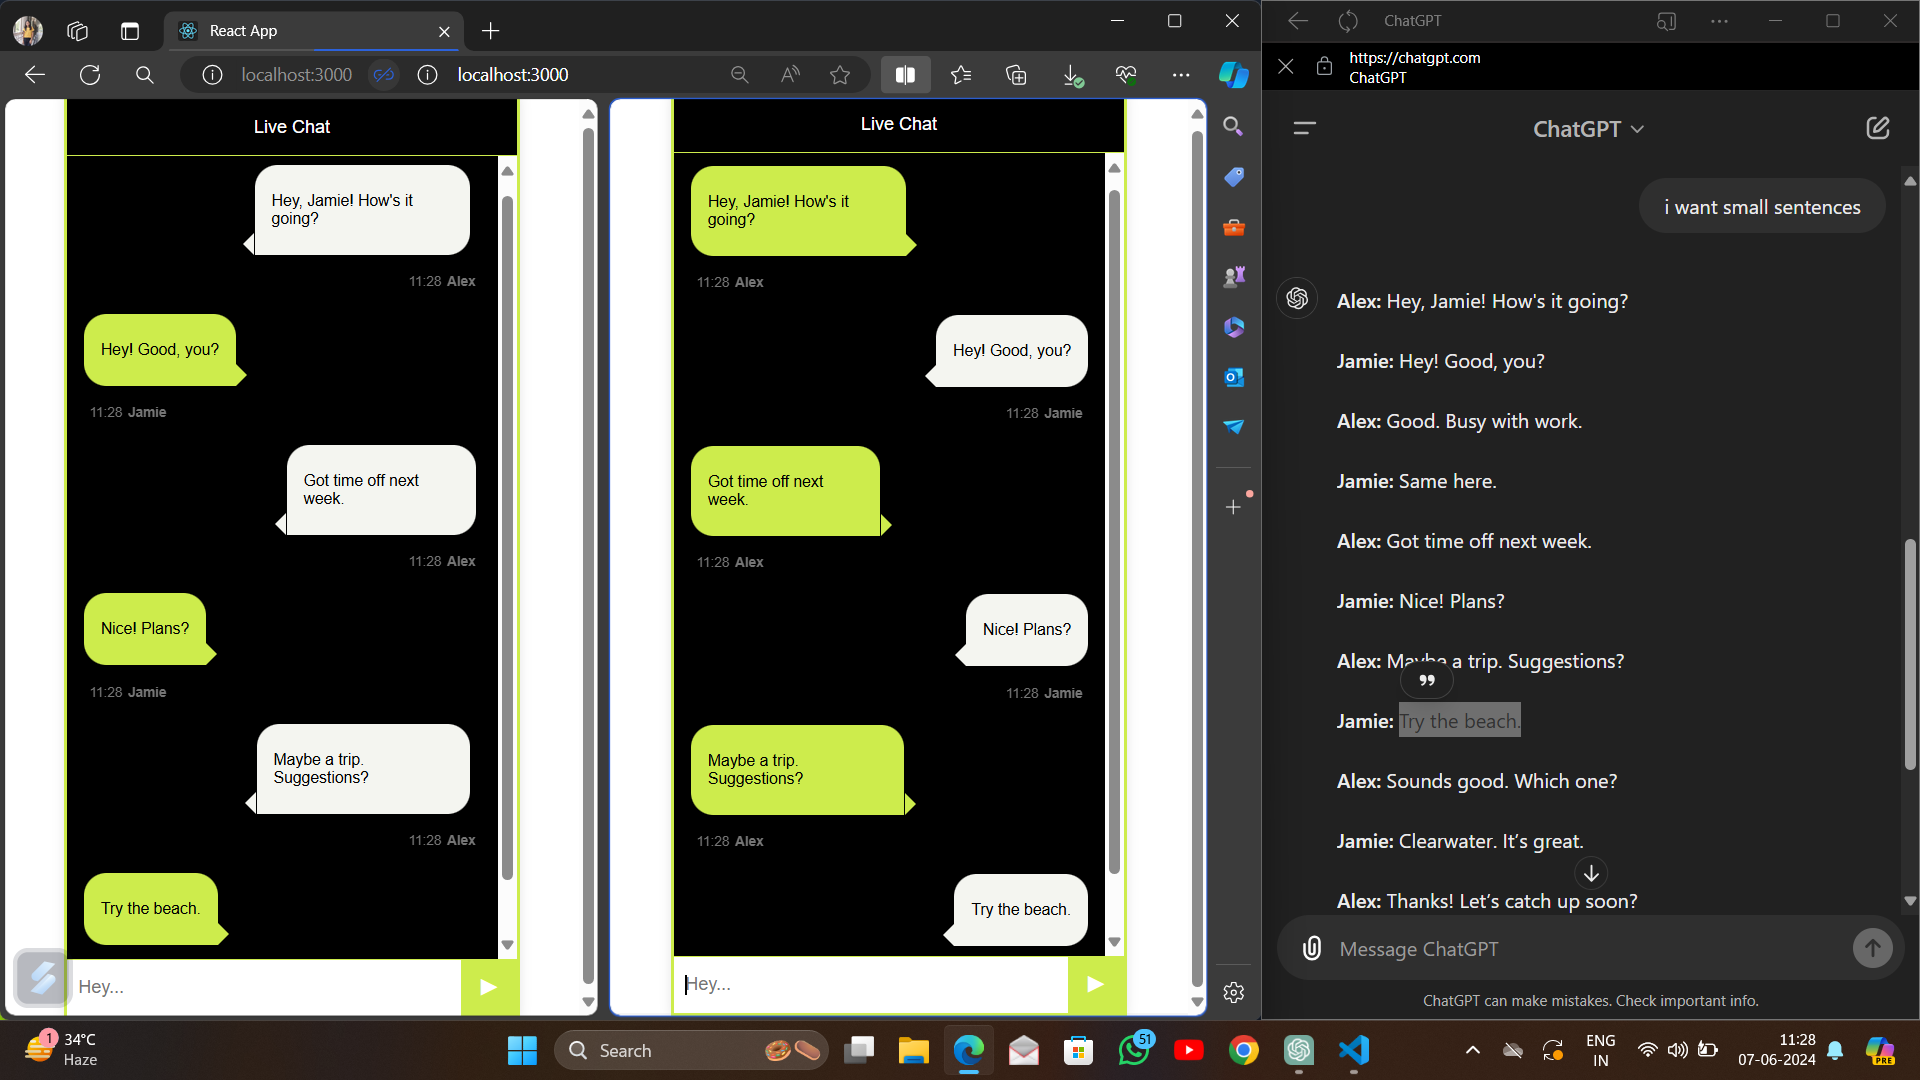 React App
localhost:3000
localhost:3000
Live Chat
Hey, Jamie! How's it
going?
11:28 Alex
Hey! Good, you?
11:28 Jamie
Got time off next
week.
11:28 Alex
Nice! Plans?
11:28 Jamie
Maybe a trip.
Suggestions?
11:28 Alex
Try the beach.
Hey...
Live Chat
Hey, Jamie! How's it
going?
11:28 Alex
Hey! Good, you?
11:28 Jamie
Got time off next
week.
11:28 Alex
Nice! Plans?
11:28 Jamie
Maybe a trip.
Suggestions?
11:28 Alex
Try the beach.
Hey...
ChatGPT
https://chatgpt.com
ChatGPT
ChatGPT
i want small sentences
Alex: Hey, Jamie! How's it going?
Jamie: Hey! Good, you?
Alex: Good. Busy with work.
Jamie: Same here.
Alex: Got time off next week.
Jamie: Nice! Plans?
Alex: Maybe a trip. Suggestions?
Jamie: Try the beach.
Alex: Sounds good. Which one?
Jamie: Clearwater. It’s great.
Alex: Thanks! Let’s catch up soon?
Message ChatGPT
ChatGPT can make mistakes. Check important info.
1
34°C
Haze
Search
51
ENG
IN
11:28
07-06-2024
PRE